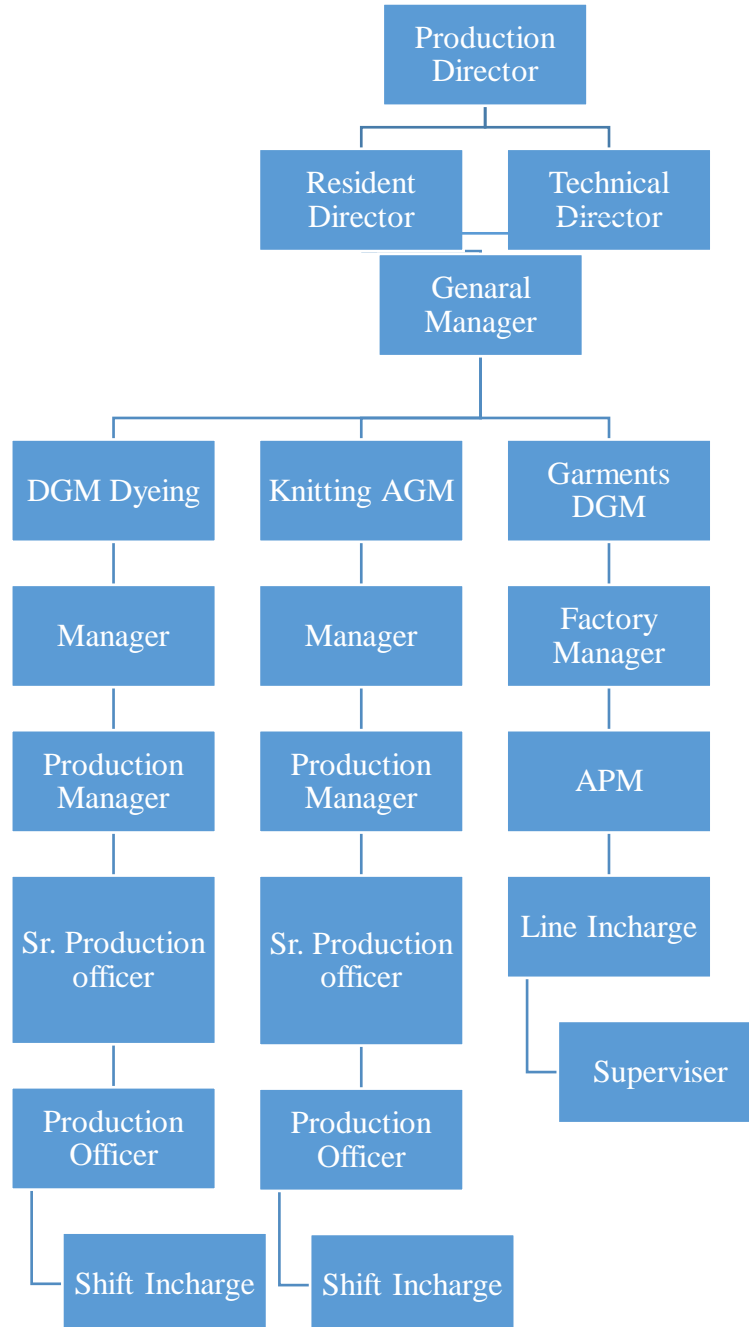 Production
Director
Resident
Director
Technical
Director
Genaral
Manager
DGM Dyeing
Knitting AGM
Garments
DGM
Manager
Manager
Factory
Manager
Production
Manager
Production
Manager
APM
Sr. Production
officer
Sr. Production
officer
Line Incharge
Superviser
Production
Officer
Production
Officer
Shift Incharge
Shift Incharge